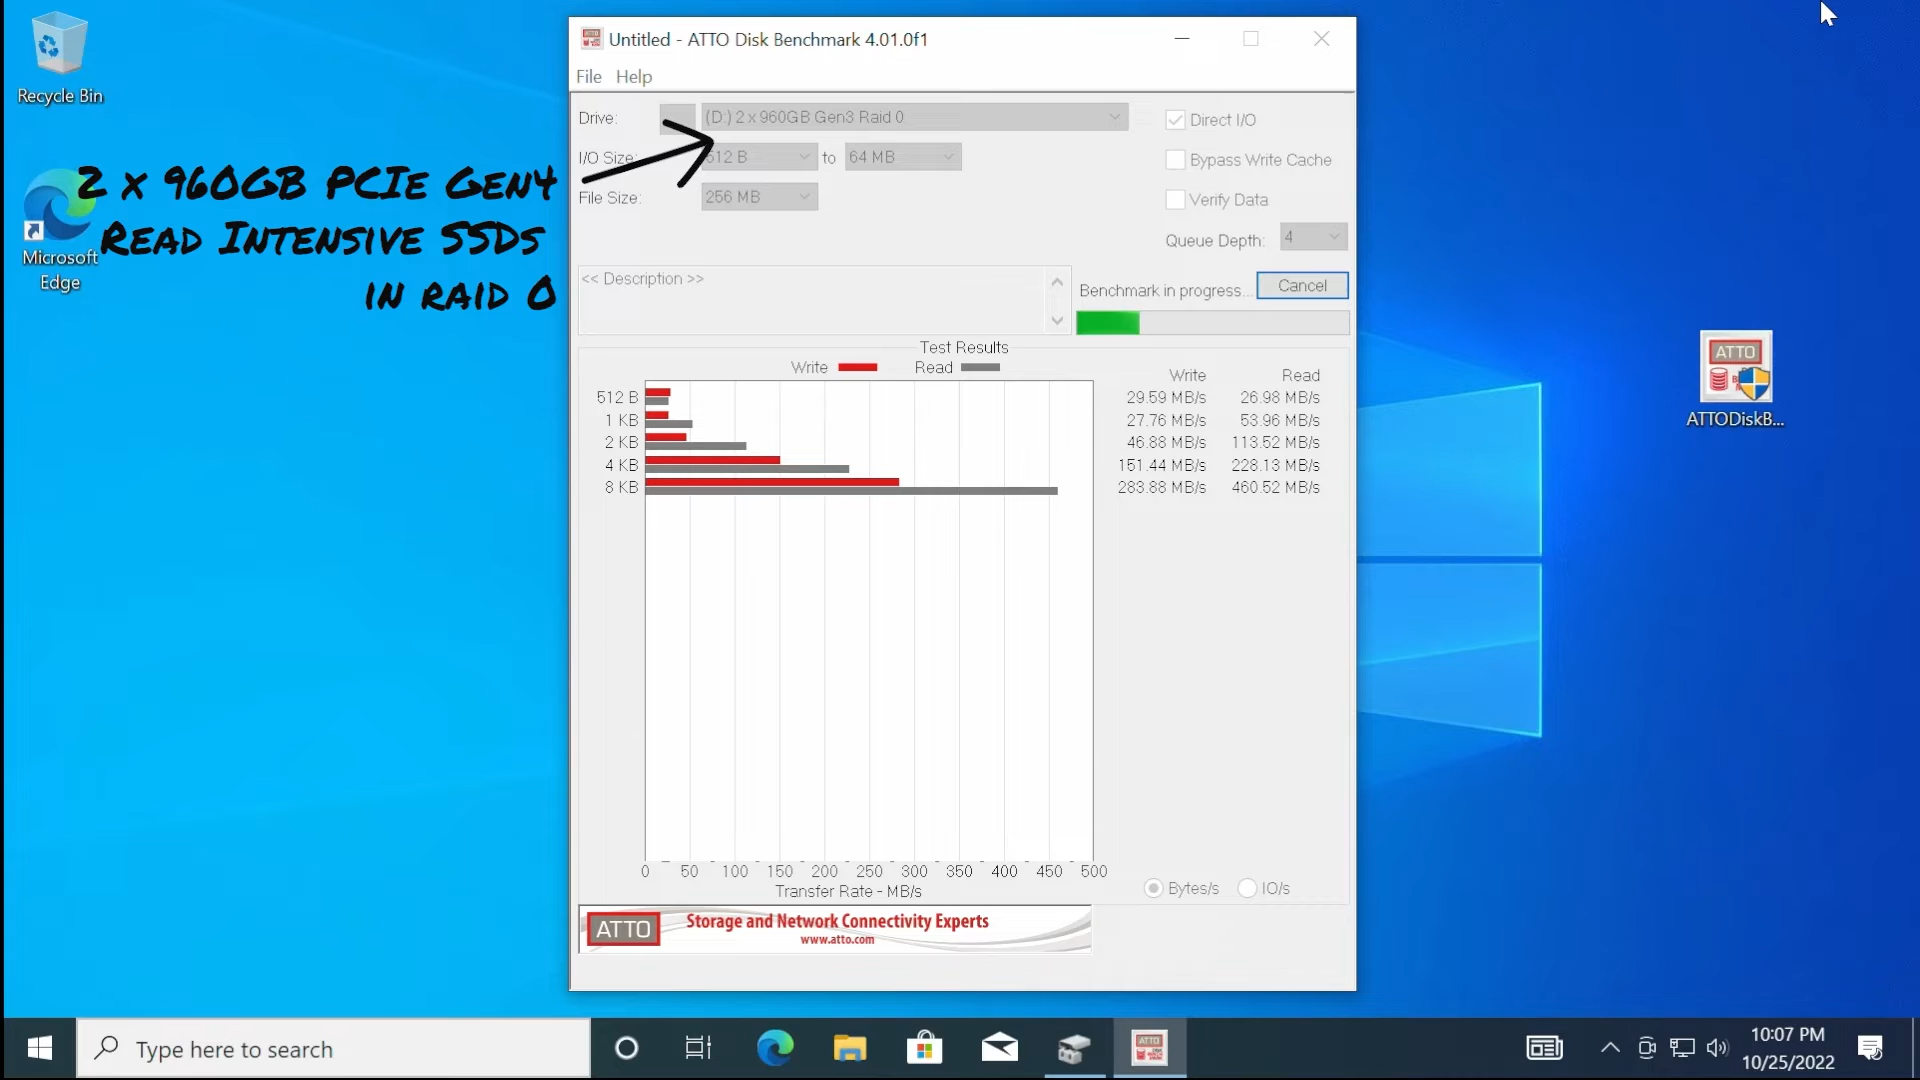 Recycle Bin
Microsoft
Edge
2 x 960GB PCIe Gen4
Read Intensive SSDs
in raid 0
Untitled - ATTO Disk Benchmark 4.01.0f1
File Help
Drive: (D:) 2 x 960GB Gen3 Raid 0
Direct I/O
I/O Size: 512 B to 64 MB
Bypass Write Cache
File Size: 256 MB
Verify Data
Queue Depth: 4
<< Description >>
Benchmark in progress... Cancel
Test Results
Write Read
Write Read
512 B 29.59 MB/s 26.98 MB/s
1 KB 27.76 MB/s 53.96 MB/s
2 KB 46.88 MB/s 113.52 MB/s
4 KB 151.44 MB/s 228.13 MB/s
8 KB 283.88 MB/s 460.52 MB/s
0 50 100 150 200 250 300 350 400 450 500
Transfer Rate - MB/s
Bytes/s IO/s
ATTO Storage and Network Connectivity Experts
www.atto.com
ATTO
ATTODiskB...
Type here to search
10:07 PM
10/25/2022